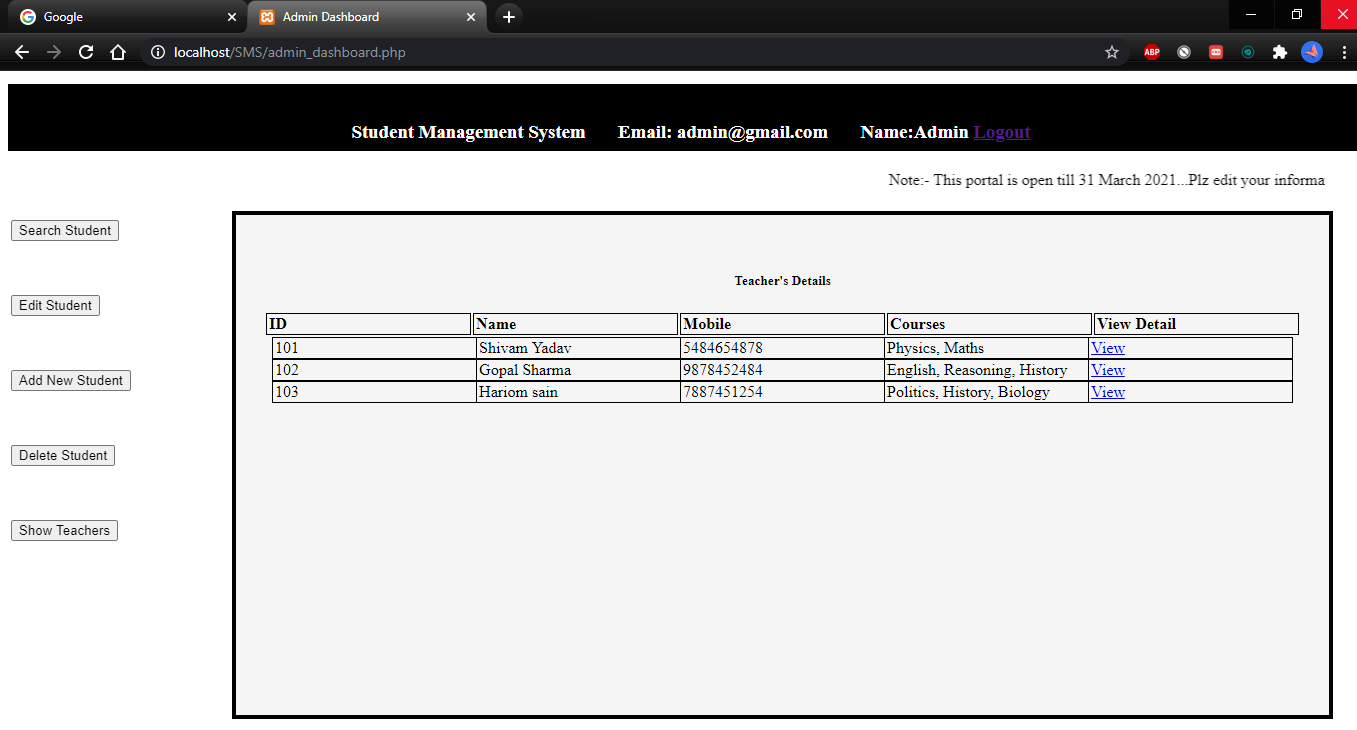 Google
Admin Dashboard
localhost/SMS/admin_dashboard.php
ABP
Student Management System Email: admin@gmail.com Name:Admin Logout
Note:- This portal is open till 31 March 2021...Plz edit your informa
Search Student
Edit Student
Add New Student
Delete Student
Show Teachers
Teacher's Details
ID Name Mobile Courses View Detail
101 Shivam Yadav 5484654878 Physics, Maths View
102 Gopal Sharma 9878452484 English, Reasoning, History View
103 Hariom sain 7887451254 Politics, History, Biology View